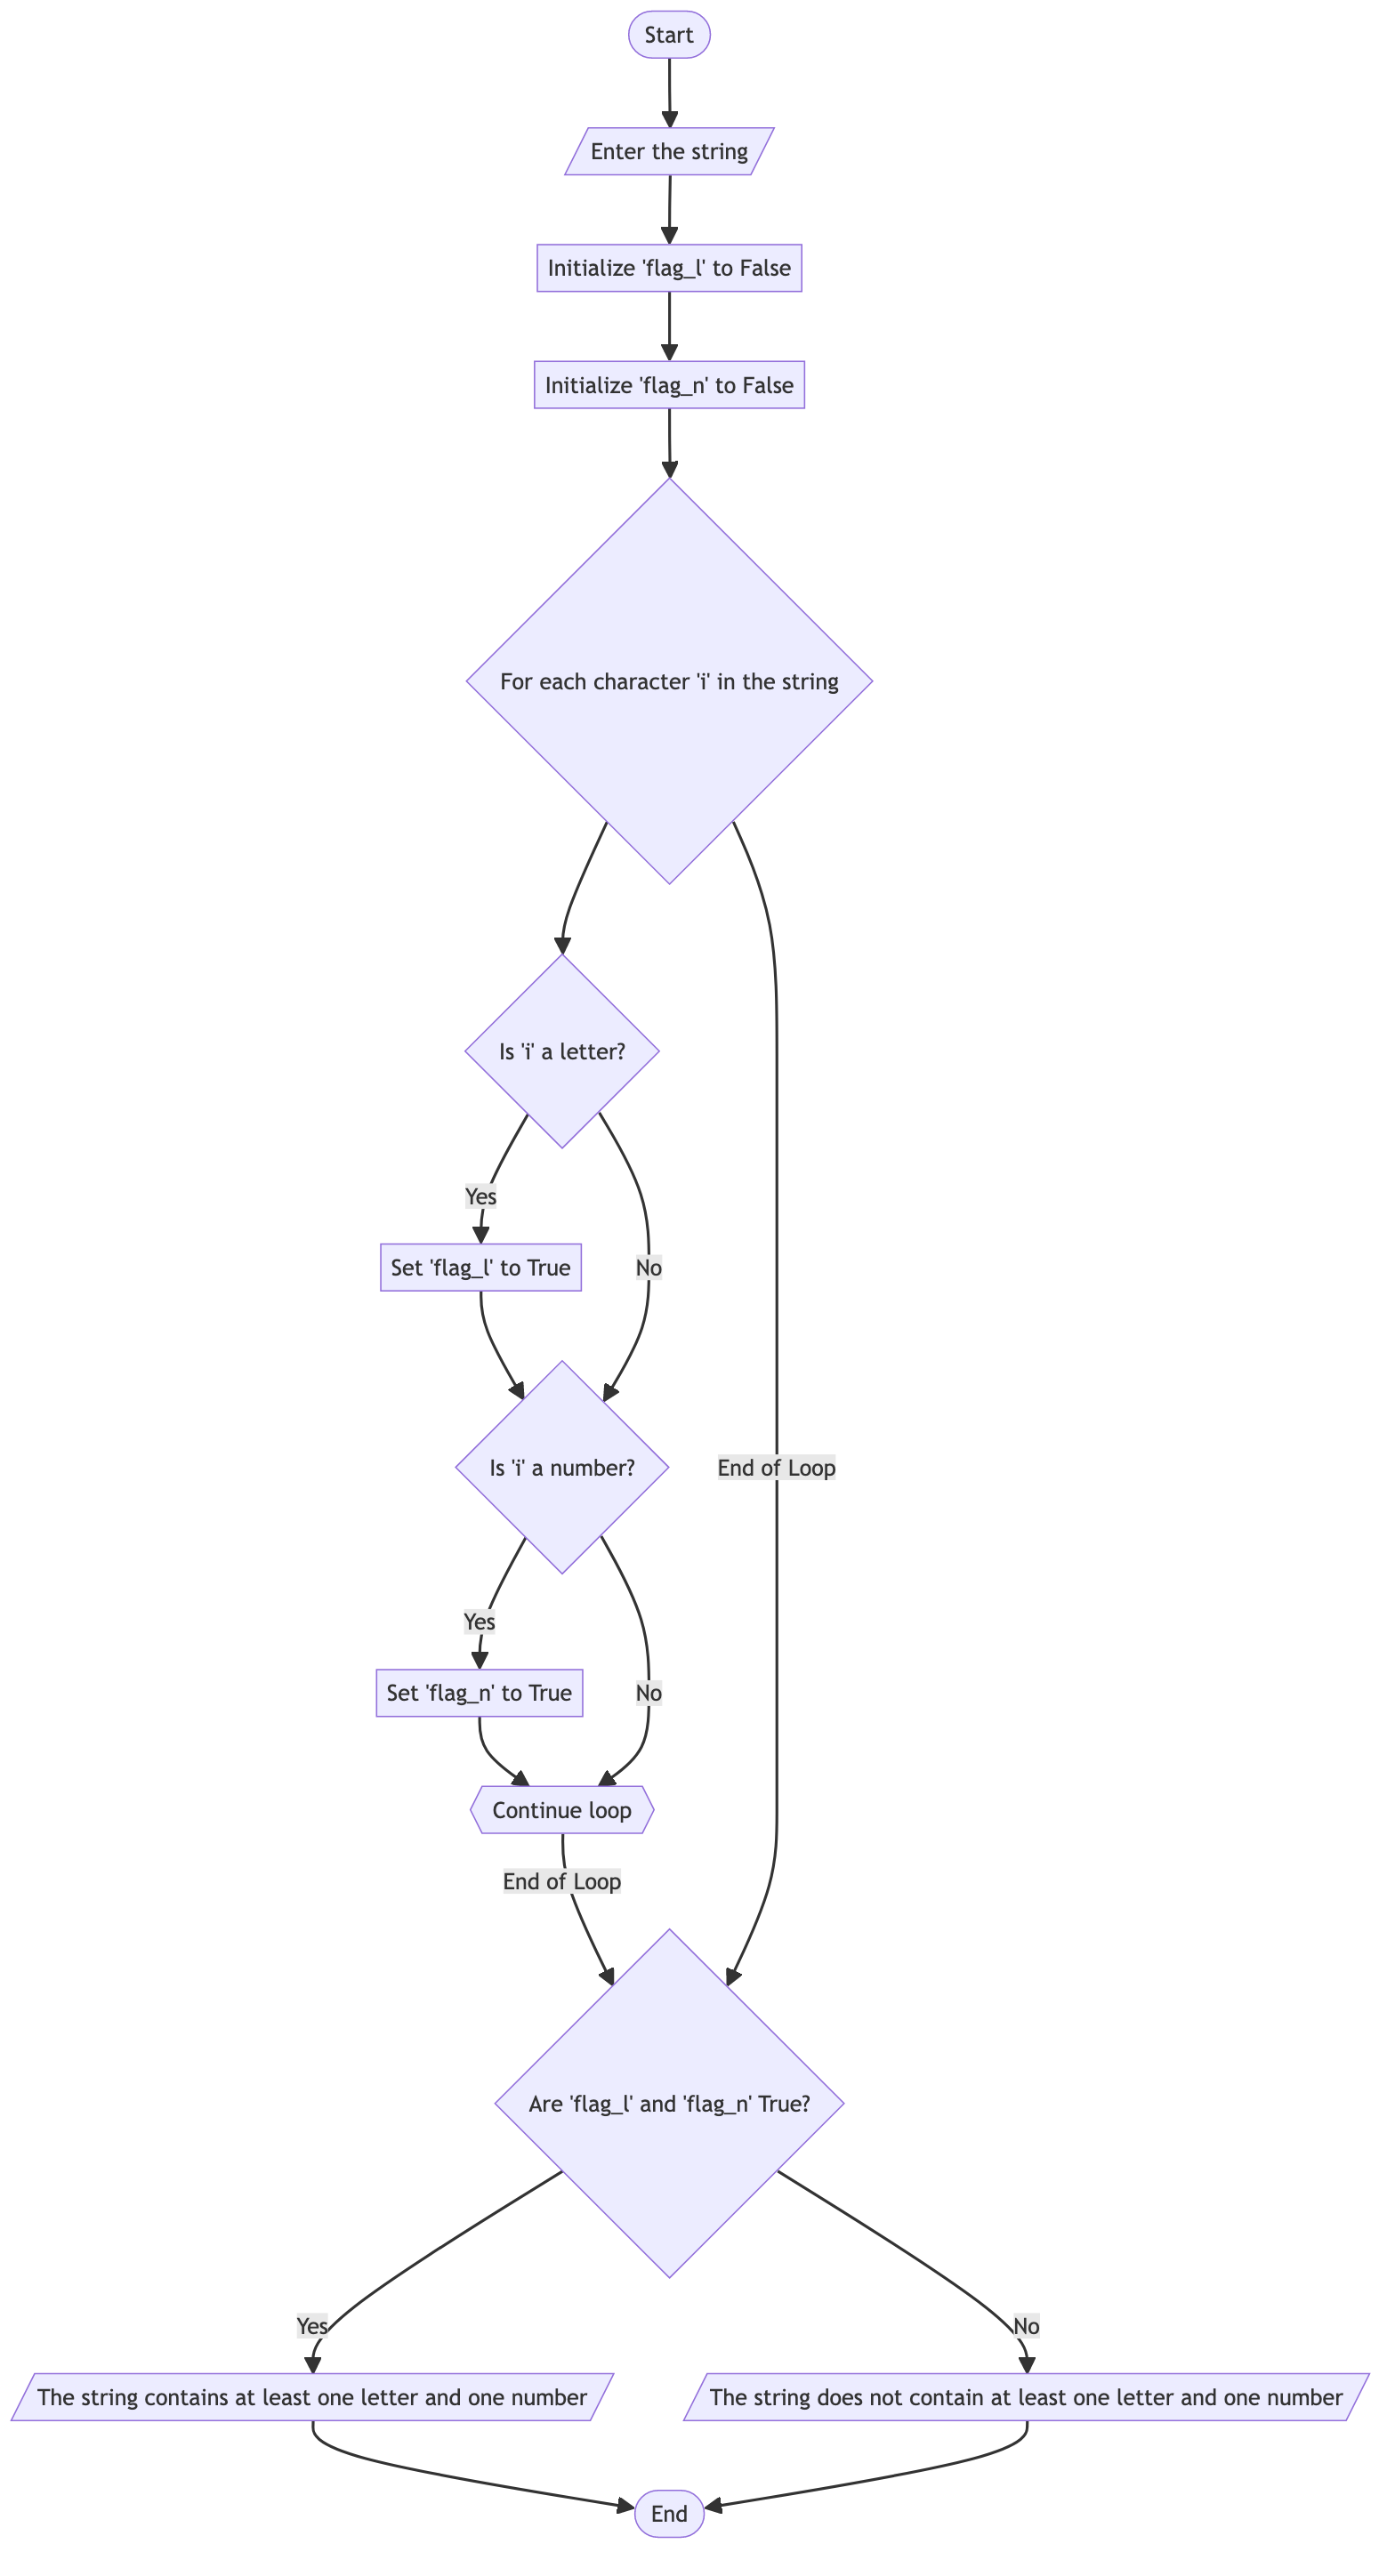 Start
Enter the string
Initialize 'flag_l' to False
Initialize 'flag_n' to False
For each character 'i' in the string
Is 'i' a letter?
Yes
Set 'flag_l' to True
No
Is 'i' a number?
End of Loop
Yes
Set 'flag_n' to True
No
Continue loop
End of Loop
Are 'flag_l' and 'flag_n' True?
Yes
No
The string contains at least one letter and one number
The string does not contain at least one letter and one number
End